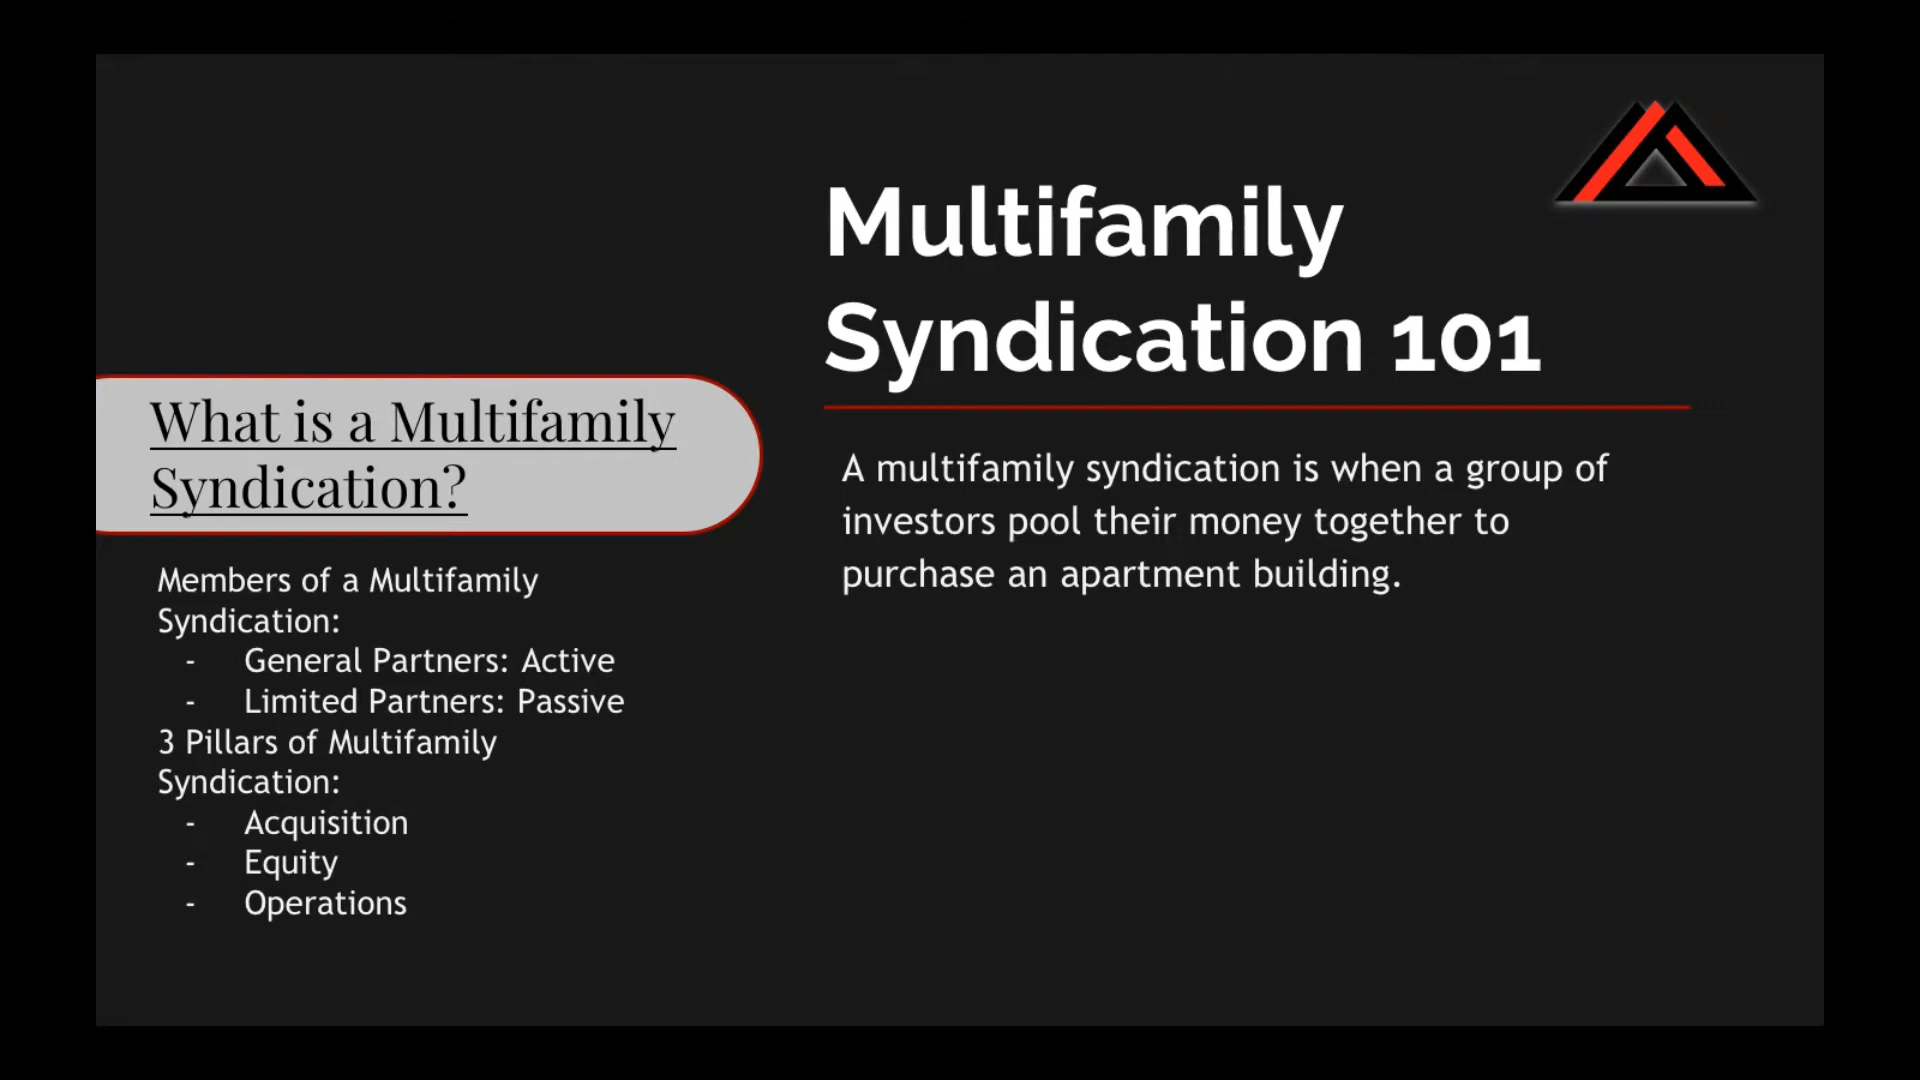 Multifamily
Syndication 101
What is a Multifamily
Syndication?
A multifamily syndication is when a group of
investors pool their money together to
purchase an apartment building.
Members of a Multifamily
Syndication:
- General Partners: Active
- Limited Partners: Passive
3 Pillars of Multifamily
Syndication:
- Acquisition
- Equity
- Operations